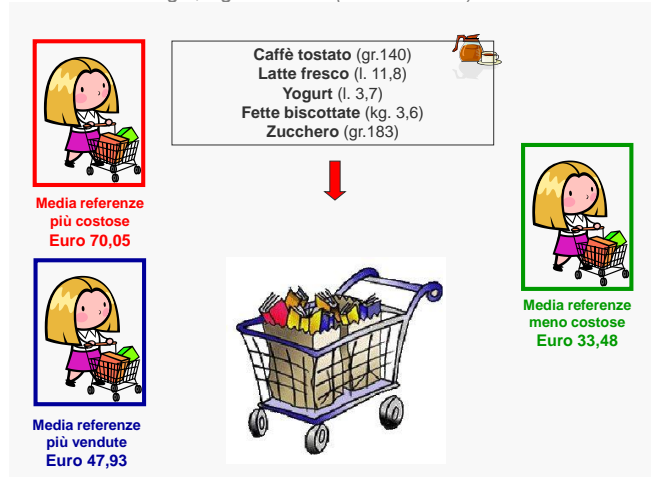 Caffè tostato (gr.140)
Latte fresco (l. 11,8)
Yogurt (l. 3,7)
Fette biscottate (kg. 3,6)
Zucchero (gr.183)
Media referenze
più costose
Euro 70,05
Media referenze
meno costose
Euro 33,48
Media referenze
più vendute
Euro 47,93